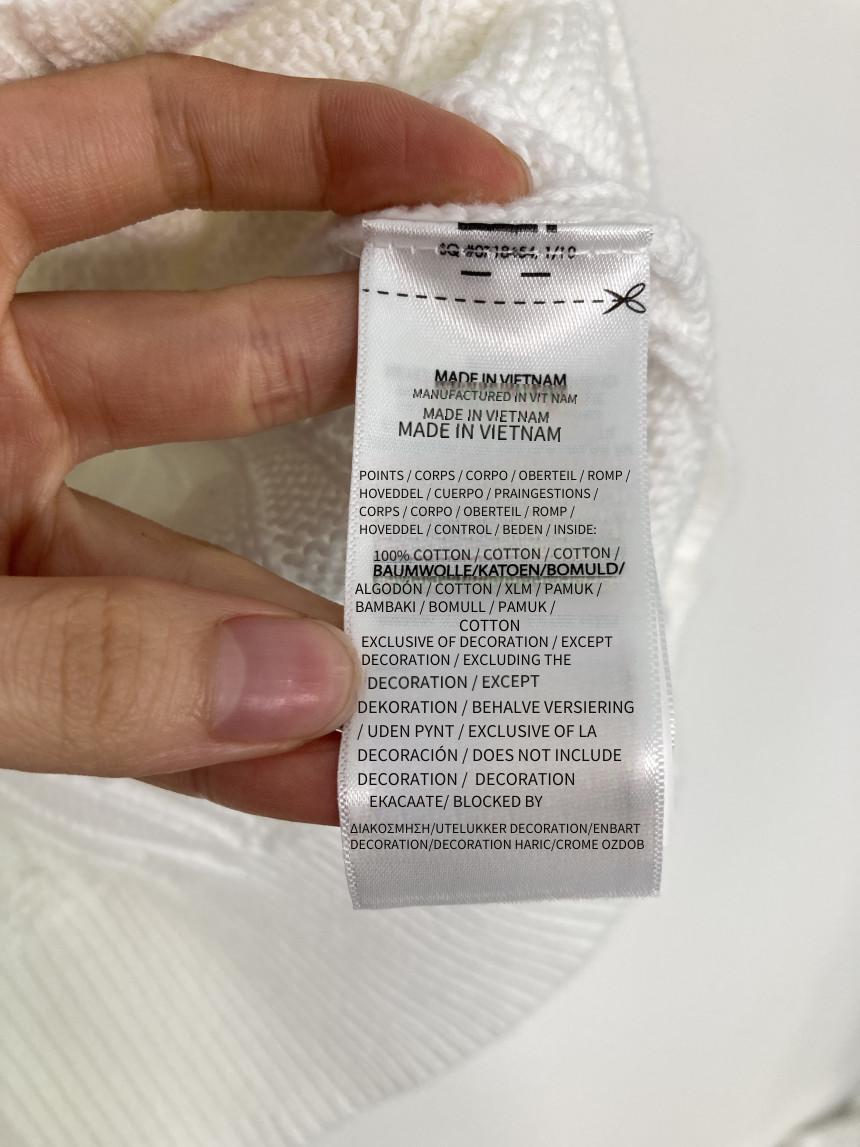 MADE IN VIETNAM
MANUFACTURED IN VIT NAM
MADE IN VIETNAM
MADE IN VIETNAM
POINTS / CORPS / CORPO / OBERTEIL / ROMP /
HOVEDDEL / CUERPO / PRAINGESTIONS /
CORPS / CORPO / OBERTEIL / ROMP /
HOVEDDEL / CONTROL / BEDEN / INSIDE:
100% COTTON / COTTON / COTTON /
BAUMWOLLE/KATOEN/BOMULD/
ALGODÓN / COTTON / XLM / PAMUK /
BAMBAKI / BOMULL / PAMUK /
COTTON
EXCLUSIVE OF DECORATION / EXCEPT
DECORATION / EXCLUDING THE
DECORATION / EXCEPT
DEKORATION / BEHALVE VERSIERING
/ UDEN PYNT / EXCLUSIVE OF LA
DECORACIÓN / DOES NOT INCLUDE
DECORATION / DECORATION
EKACAATE/ BLOCKED BY
ΔΙΑΚΟΣΜΗΣΗ/UTELUKKER DECORATION/ENBART
DECORATION/DECORATION HARIC/CROME OZDOB